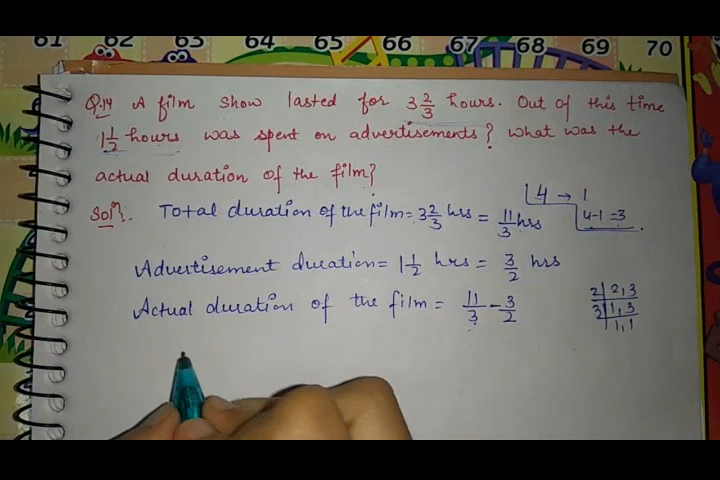 61 62 63 64 65 66 67 68 69 70
Q.14 A film show lasted for 3 2/3 hours. Out of this time
1 1/2 hours was spent on advertisements? what was the
actual duration of the film?
Solⁿ. Total duration of the film = 3 2/3 hrs = 11/3 hrs
4 → 1
4-1=3
Advertisement duration = 1 1/2 hrs = 3/2 hrs
Actual duration of the film = 11/3 - 3/2
2 | 2, 3
3 | 1, 3
1, 1